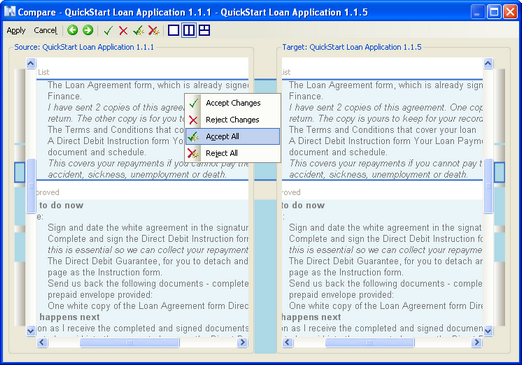 Compare - QuickStart Loan Application 1.1.1 - QuickStart Loan Application 1.1.5
Apply Cancel
Source: QuickStart Loan Application 1.1.1
List
The Loan Agreement form, which is already signed
Finance.
I have sent 2 copies of this agreem
return. The other copy is for you to
The Terms and Conditions that cov
A Direct Debit Instruction form You
document and schedule.
This covers your repayments if you cannot pay the
accident, sickness, unemployment or death.
proved
to do now
e:
Sign and date the white agreement in the signatur
Complete and sign the Direct Debit Instruction form
this is essential so we can collect your repayment
The Direct Debit Guarantee, for you to detach an
page as the Instruction form.
Send us back the following documents - complete
prepaid envelope provided:
One white copy of the Loan Agreement form Direc
happens next
on as I receive the completed and signed documents
Accept Changes
Reject Changes
Accept All
Reject All
Target: QuickStart Loan Application 1.1.5
List
The Loan Agreement form, which is already signe
Finance.
I have sent 2 copies of this agreement. One cop
return. The copy is yours to keep for your record
The Terms and Conditions that cover your loan
A Direct Debit Instruction form Your Loan Paymen
document and schedule.
This covers your repayments if you cannot pay t
accident, sickness, unemployment or death.
proved
to do now
e:
Sign and date the white agreement in the signatu
Complete and sign the Direct Debit Instruction fo
this is essential so we can collect your repayme
The Direct Debit Guarantee, for you to detach a
page as the Instruction form.
Send us back the following documents - complet
prepaid envelope provided:
One white copy of the Loan Agreement form Dire
happens next
on as I receive the completed and signed documents